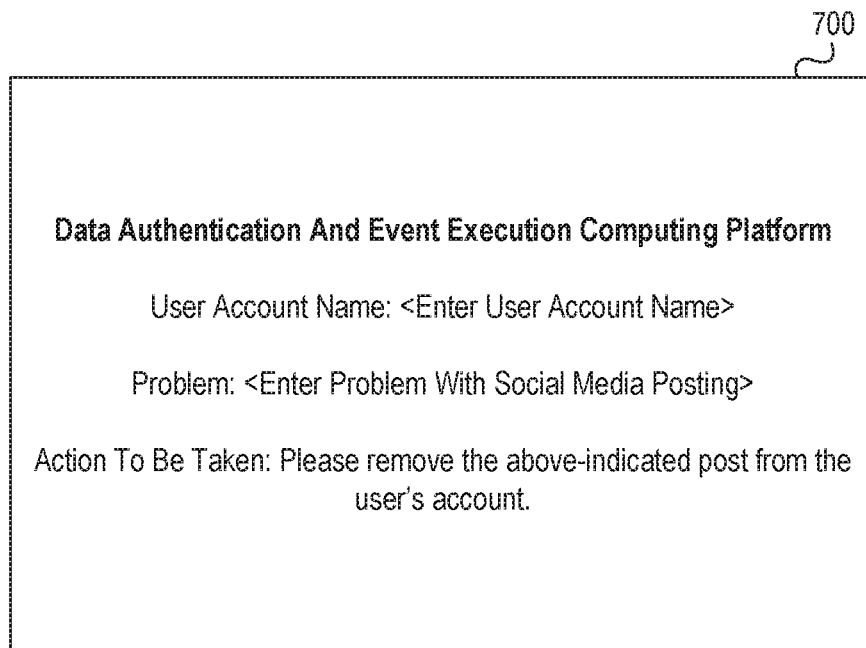 700
Data Authentication And Event Execution Computing Platform
User Account Name: <Enter User Account Name>
Problem: <Enter Problem With Social Media Posting>
Action To Be Taken: Please remove the above-indicated post from the
user's account.